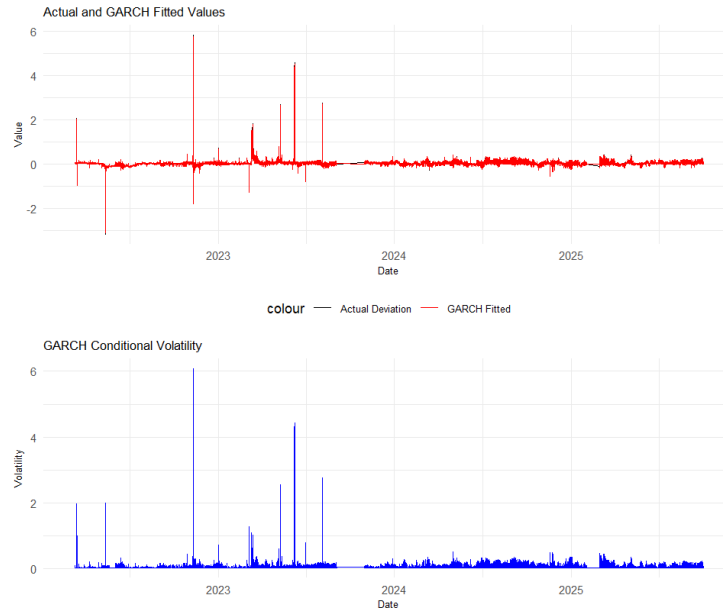 Actual and GARCH Fitted Values
6
4
2
0
-2
Value
2023 2024 2025
Date
colour Actual Deviation GARCH Fitted
GARCH Conditional Volatility
6
4
2
0
Volatility
2023 2024 2025
Date